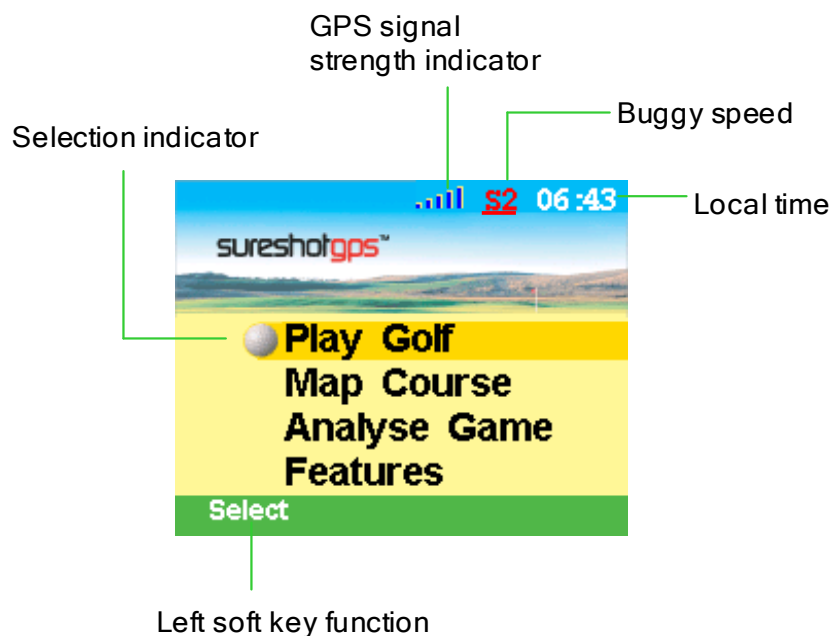 GPS signal
strength indicator
Buggy speed
Selection indicator
S2 06:43
Local time
sureshotgps™
Play Golf
Map Course
Analyse Game
Features
Select
Left soft key function